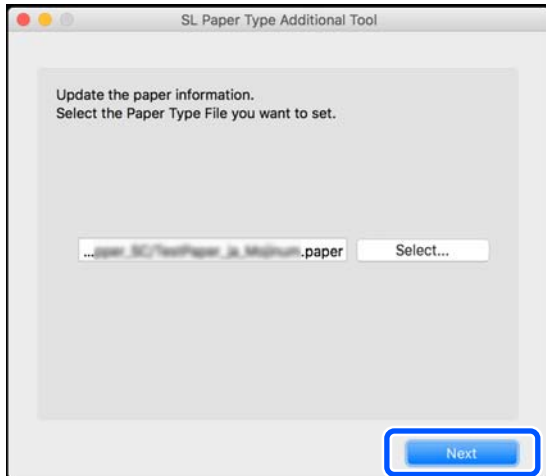 SL Paper Type Additional Tool
Update the paper information.
Select the Paper Type File you want to set.
... .paper
Select...
Next